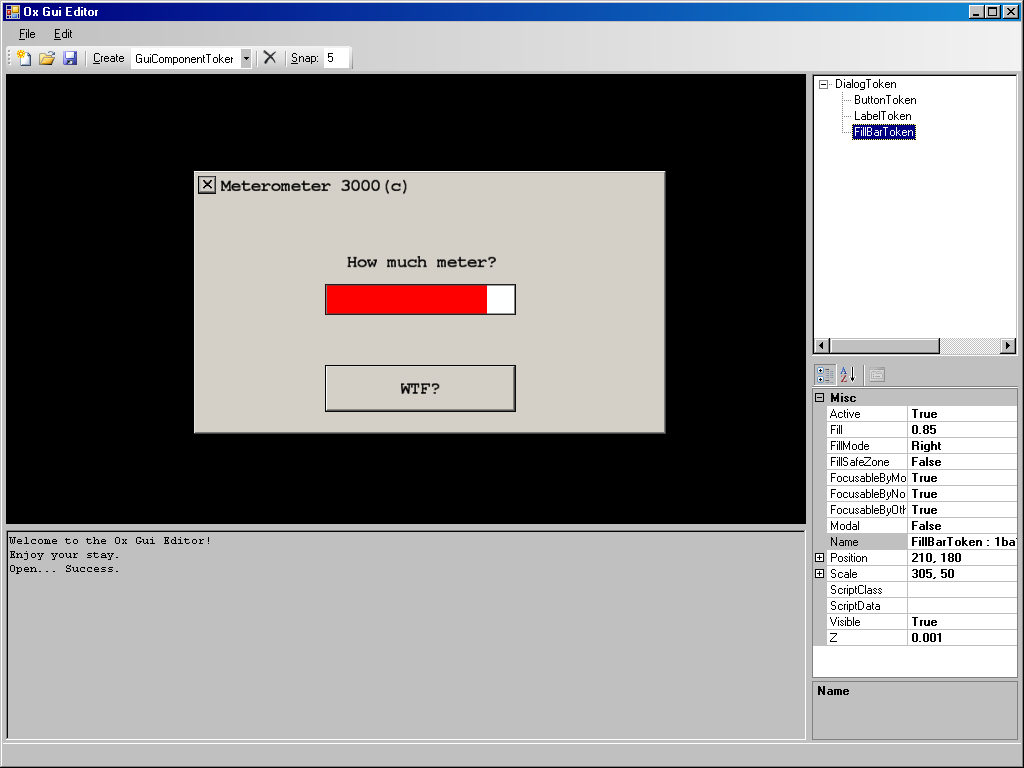 Ox Gui Editor
File Edit
Create GuiComponentToker Snap: 5
Meterometer 3000(c)
How much meter?
WTF?
Welcome to the Ox Gui Editor!
Enjoy your stay.
Open... Success.
DialogToken
ButtonToken
LabelToken
FillBarToken
Misc
Active True
Fill 0.85
FillMode Right
FillSafeZone False
FocusableByMo True
FocusableByNo True
FocusableByOth True
Modal False
Name FillBarToken : 1ba
Position 210, 180
Scale 305, 50
ScriptClass
ScriptData
Visible True
Z 0.001
Name